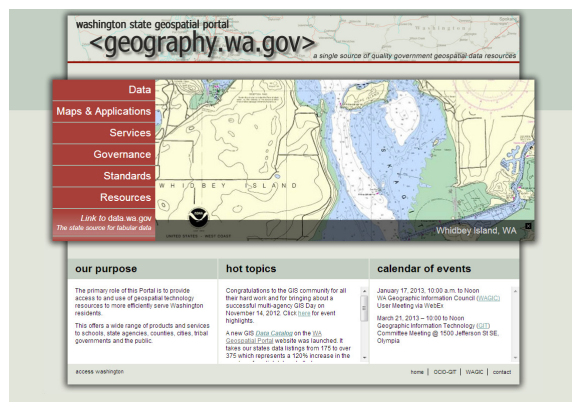 washington state geospatial portal
<geography.wa.gov>
a single source of quality government geospatial data resources
Data
Maps & Applications
Services
Governance
Standards
Resources
Link to data.wa.gov
The state source for tabular data
WHIDBEY ISLAND
NOAA
UNITED STATES - WEST COAST
Whidbey Island, WA
our purpose
The primary role of this Portal is to provide
access to and use of geospatial technology
resources to more efficiently serve Washington
residents.
This offers a wide range of products and services
to schools, state agencies, counties, cities, tribal
governments and the public.
hot topics
Congratulations to the GIS community for all
their hard work and for bringing about a
successful multi-agency GIS Day on
November 14, 2012. Click here for event
highlights.
A new GIS Data Catalog on the WA
Geospatial Portal website was launched. It
takes our states data listings from 175 to over
375 which represents a 120% increase in the
calendar of events
January 17, 2013, 10:00 a.m. to Noon
WA Geographic Information Council (WAGIC)
User Meeting via WebEx
March 21, 2013 – 10:00 to Noon
Geographic Information Technology (GIT)
Committee Meeting @ 1500 Jefferson St SE,
Olympia
access washington
home | OCIO-GIT | WAGIC | contact